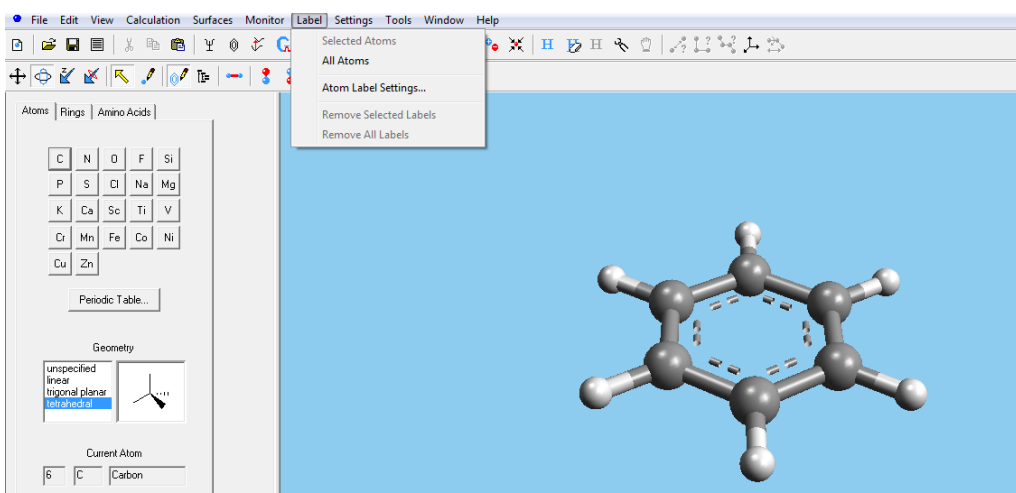 File Edit View Calculation Surfaces Monitor Label Settings Tools Window Help
H H
Selected Atoms
All Atoms
Atom Label Settings...
Remove Selected Labels
Remove All Labels
Atoms Rings Amino Acids
C N O F Si
P S Cl Na Mg
K Ca Sc Ti V
Cr Mn Fe Co Ni
Cu Zn
Periodic Table...
Geometry
unspecified
linear
trigonal planar
tetrahedral
Current Atom
6 C Carbon